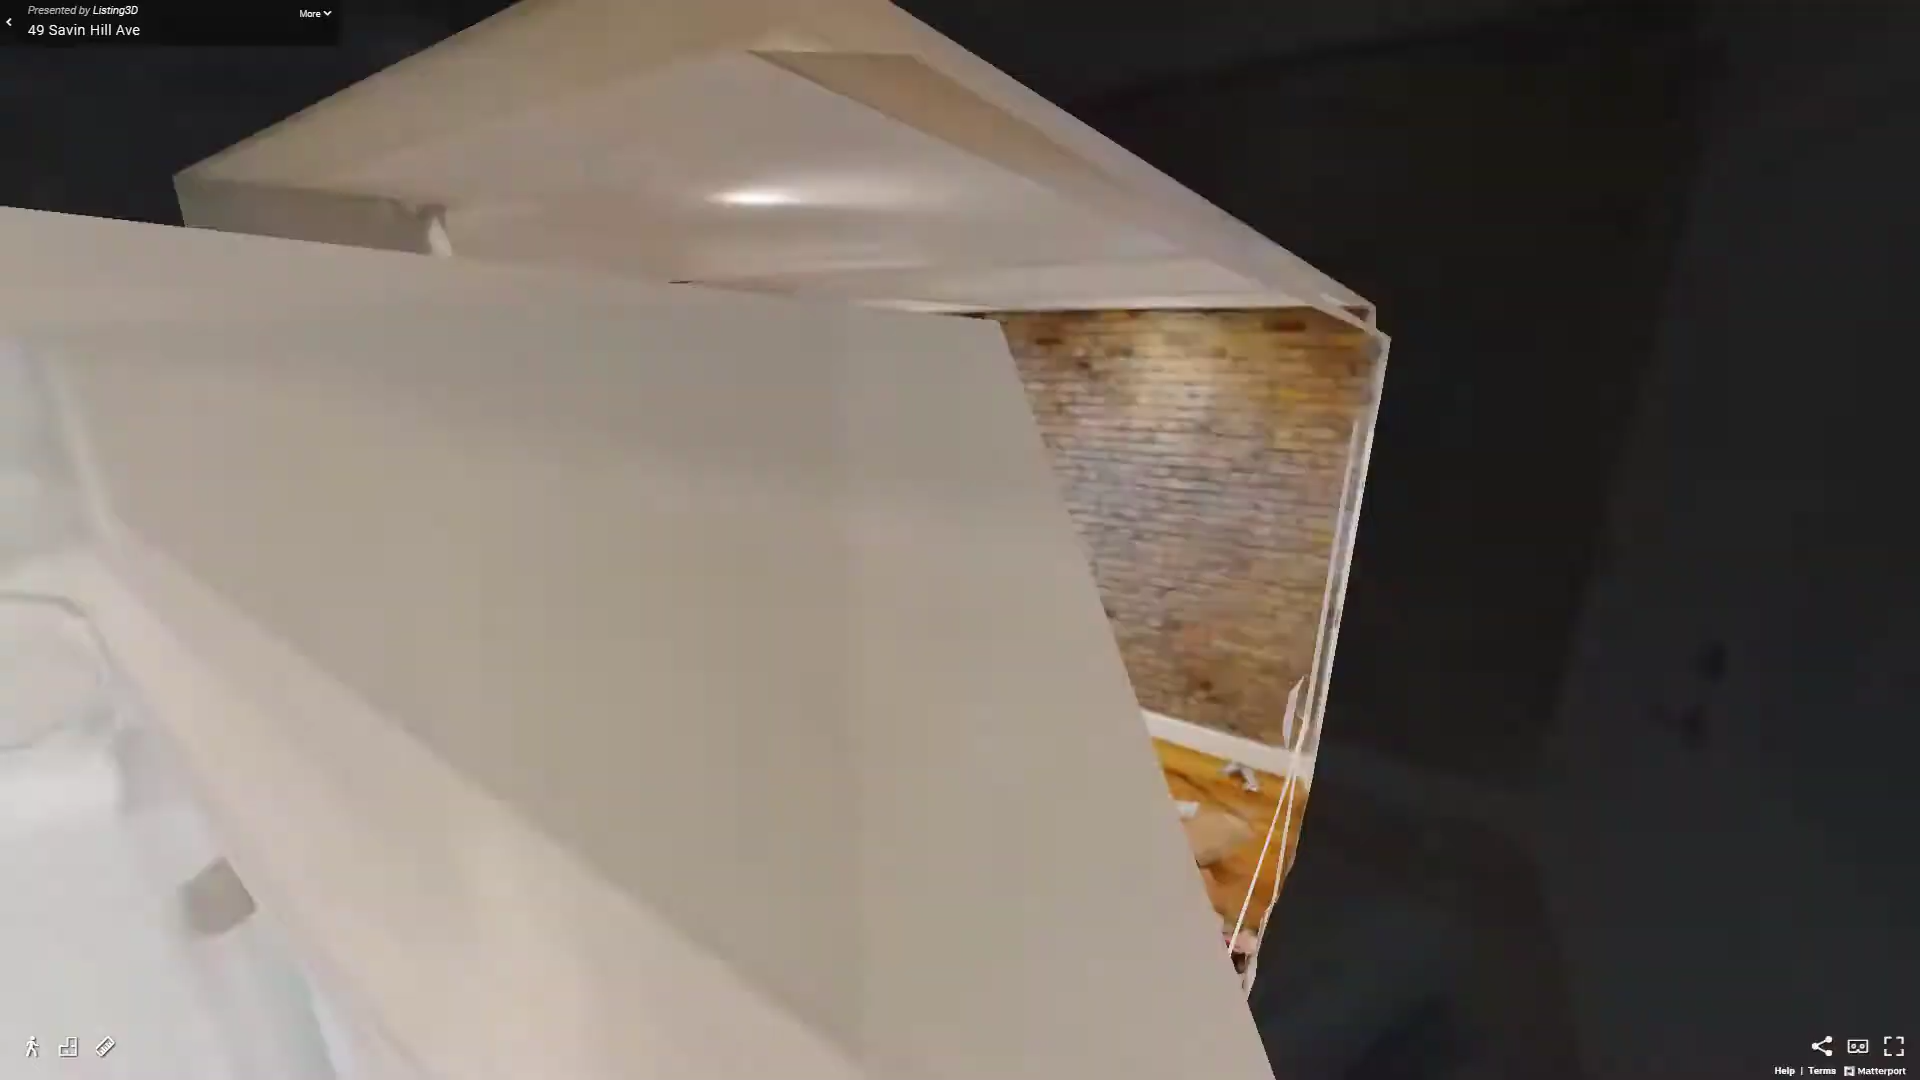 Presented by Listing3D
More
49 Savin Hill Ave
Help | Terms Matterport